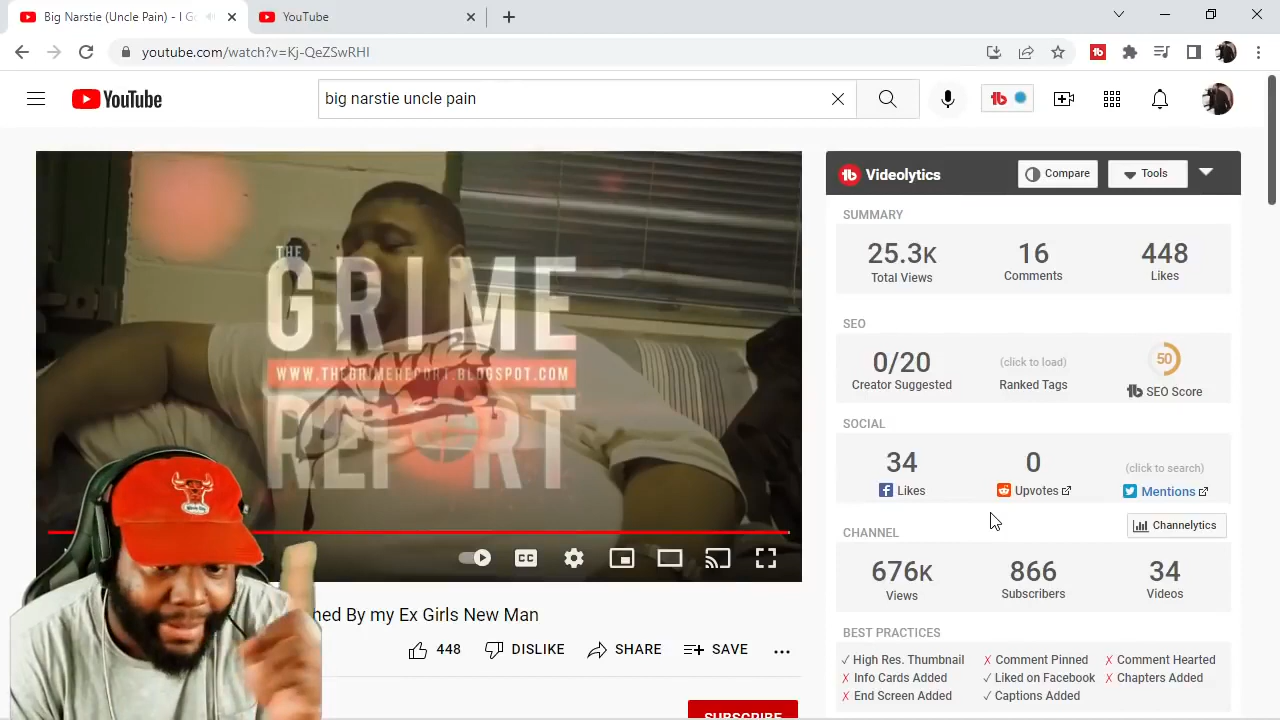 Big Narstie (Uncle Pain) - I G
YouTube
youtube.com/watch?v=Kj-QeZSwRHI
YouTube
big narstie uncle pain
THE
GRIME
WWW.THEGRIMEREPORT.BLOGSPOT.COM
REPORT
CC
ned By my Ex Girls New Man
448
DISLIKE
SHARE
SAVE
SUBSCRIBE
Videolytics
Compare
Tools
SUMMARY
25.3K
16
448
Total Views
Comments
Likes
SEO
0/20
(click to load)
50
Creator Suggested
Ranked Tags
SEO Score
SOCIAL
34
0
(click to search)
Likes
Upvotes
Mentions
CHANNEL
Channelytics
676K
866
34
Views
Subscribers
Videos
BEST PRACTICES
✓ High Res. Thumbnail
✗ Comment Pinned
✗ Comment Hearted
✗ Info Cards Added
✓ Liked on Facebook
✗ Chapters Added
✗ End Screen Added
✓ Captions Added